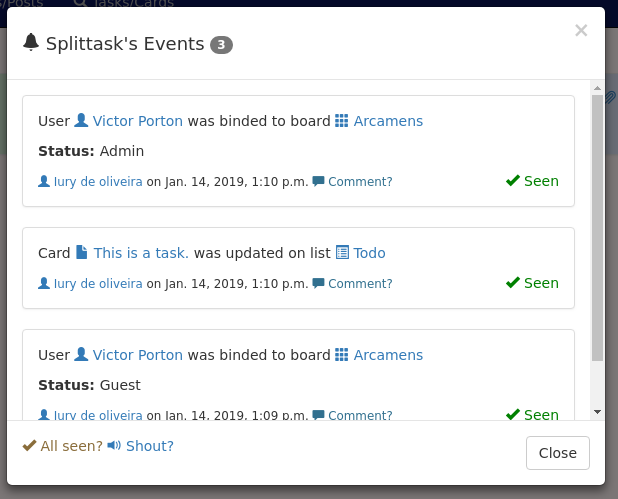 s/Posts Tasks/Cards
Splittask's Events 3
×
User Victor Porton was binded to board Arcamens
Status: Admin
Iury de oliveira on Jan. 14, 2019, 1:10 p.m. Comment? Seen
Card This is a task. was updated on list Todo
Iury de oliveira on Jan. 14, 2019, 1:10 p.m. Comment? Seen
User Victor Porton was binded to board Arcamens
Status: Guest
Iury de oliveira on Jan. 14, 2019, 1:09 p.m. Comment? Seen
All seen? Shout?
Close